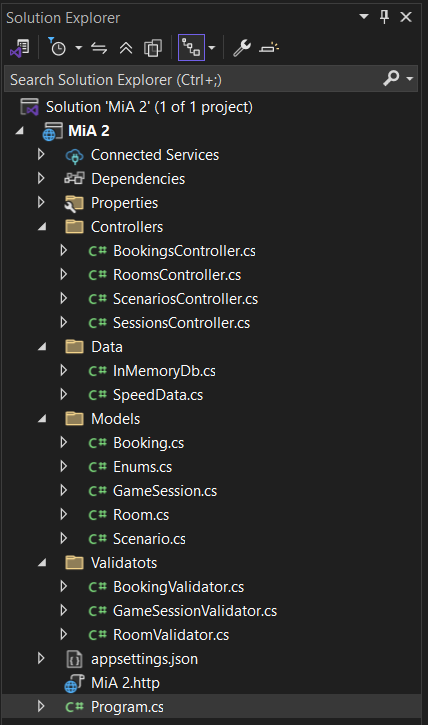 Solution Explorer
Search Solution Explorer (Ctrl+;)
Solution 'MiA 2' (1 of 1 project)
MiA 2
Connected Services
Dependencies
Properties
Controllers
C# BookingsController.cs
C# RoomsController.cs
C# ScenariosController.cs
C# SessionsController.cs
Data
C# InMemoryDb.cs
C# SpeedData.cs
Models
C# Booking.cs
C# Enums.cs
C# GameSession.cs
C# Room.cs
C# Scenario.cs
Validatots
C# BookingValidator.cs
C# GameSessionValidator.cs
C# RoomValidator.cs
appsettings.json
MiA 2.http
C# Program.cs